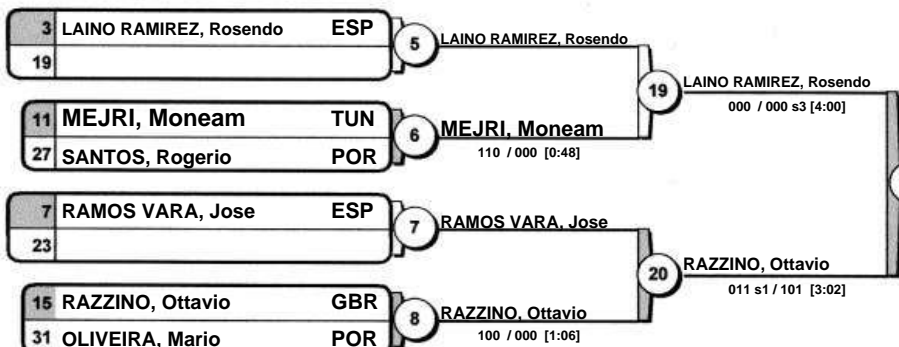 3 LAINO RAMIREZ, Rosendo ESP
19
5 LAINO RAMIREZ, Rosendo
11 MEJRI, Moneam TUN
27 SANTOS, Rogerio POR
6 MEJRI, Moneam
110 / 000 [0:48]
19 LAINO RAMIREZ, Rosendo
000 / 000 s3 [4:00]
7 RAMOS VARA, Jose ESP
23
7 RAMOS VARA, Jose
15 RAZZINO, Ottavio GBR
31 OLIVEIRA, Mario POR
8 RAZZINO, Ottavio
100 / 000 [1:06]
20 RAZZINO, Ottavio
011 s1 / 101 [3:02]